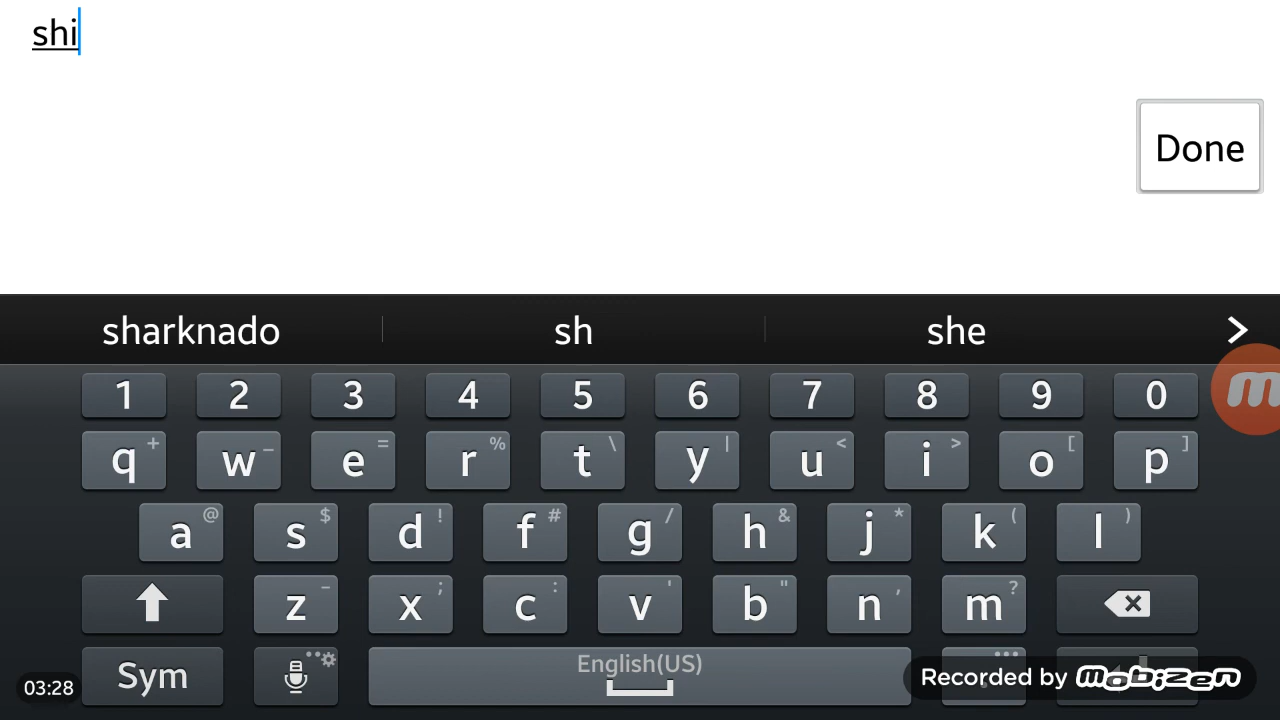 shi
Done
sharknado sh she >
1 2 3 4 5 6 7 8 9 0
q + w - e = r % t \ y | u < i > o [ p ]
a @ s $ d ! f # g / h & j * k ( l )
z - x ; c : v ' b " n , m ?
Sym English(US)
03:28 Recorded by mobizen